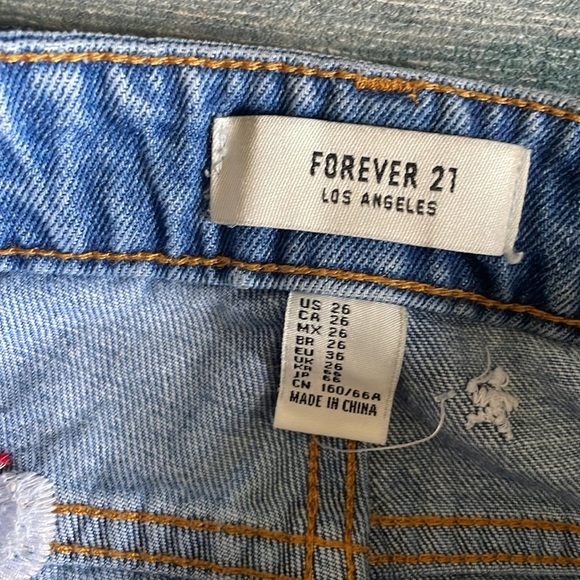 FOREVER 21
LOS ANGELES
US 26
CA 26
MX 26
BR 26
EU 36
UK 26
KR 66
JP 66
CN 160/66A
MADE IN CHINA